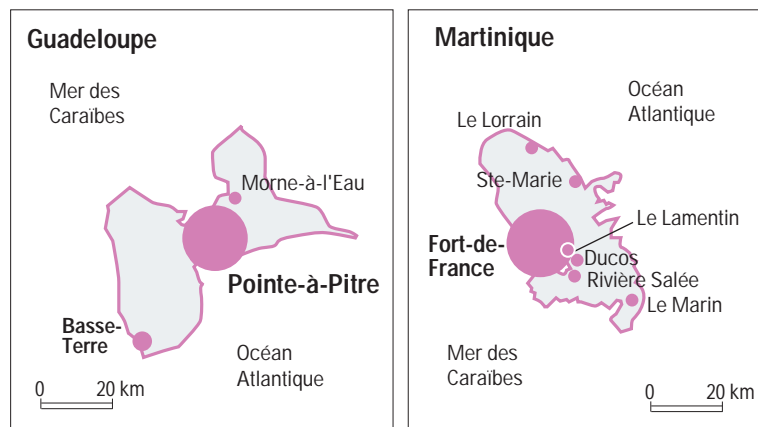 Guadeloupe
Mer des
Caraïbes
Morne-à-l'Eau
Pointe-à-Pitre
Basse-
Terre
Océan
Atlantique
0 20 km
Martinique
Océan
Atlantique
Le Lorrain
Ste-Marie
Le Lamentin
Fort-de-
France
Ducos
Rivière Salée
Le Marin
Mer des
Caraïbes
0 20 km